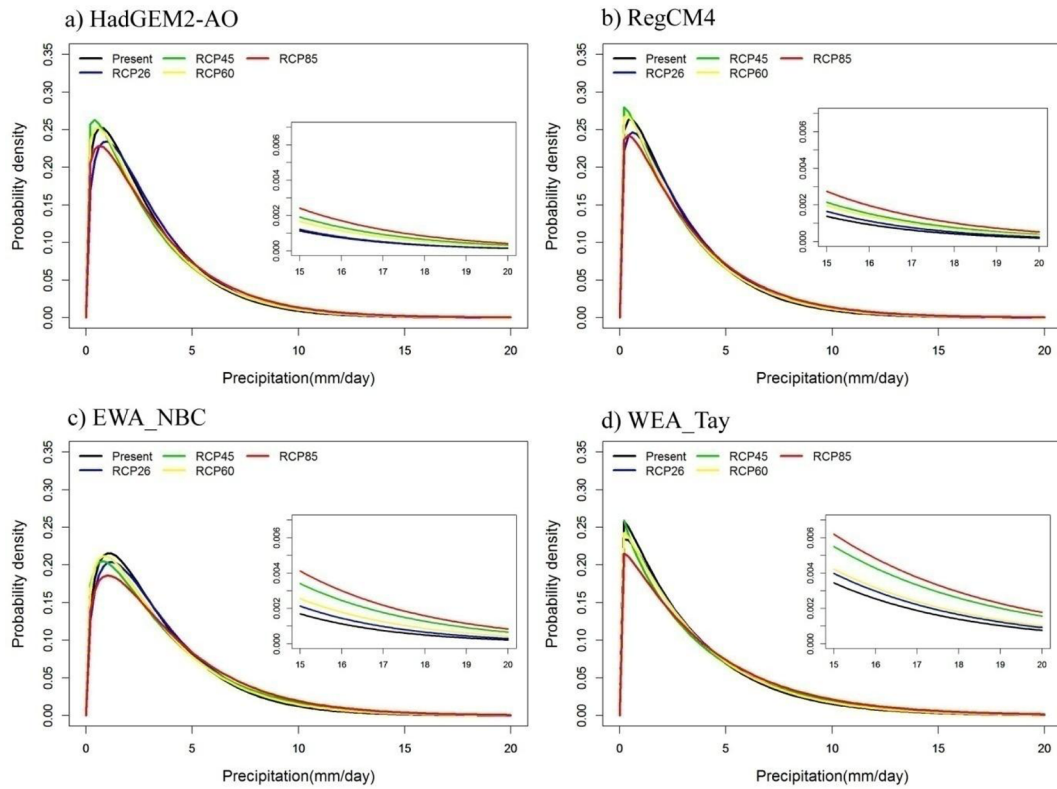 a) HadGEM2-AO
Present RCP45 RCP85
RCP26 RCP60
Probability density
0.00 0.05 0.10 0.15 0.20 0.25 0.30 0.35
0.000 0.002 0.004 0.006
15 16 17 18 19 20
0 5 10 15 20
Precipitation(mm/day)
b) RegCM4
Present RCP45 RCP85
RCP26 RCP60
Probability density
0.00 0.05 0.10 0.15 0.20 0.25 0.30 0.35
0.000 0.002 0.004 0.006
15 16 17 18 19 20
0 5 10 15 20
Precipitation(mm/day)
c) EWA_NBC
Present RCP45 RCP85
RCP26 RCP60
Probability density
0.00 0.05 0.10 0.15 0.20 0.25 0.30 0.35
0.000 0.002 0.004 0.006
15 16 17 18 19 20
0 5 10 15 20
Precipitation(mm/day)
d) WEA_Tay
Present RCP45 RCP85
RCP26 RCP60
Probability density
0.00 0.05 0.10 0.15 0.20 0.25 0.30 0.35
0.000 0.002 0.004 0.006
15 16 17 18 19 20
0 5 10 15 20
Precipitation(mm/day)